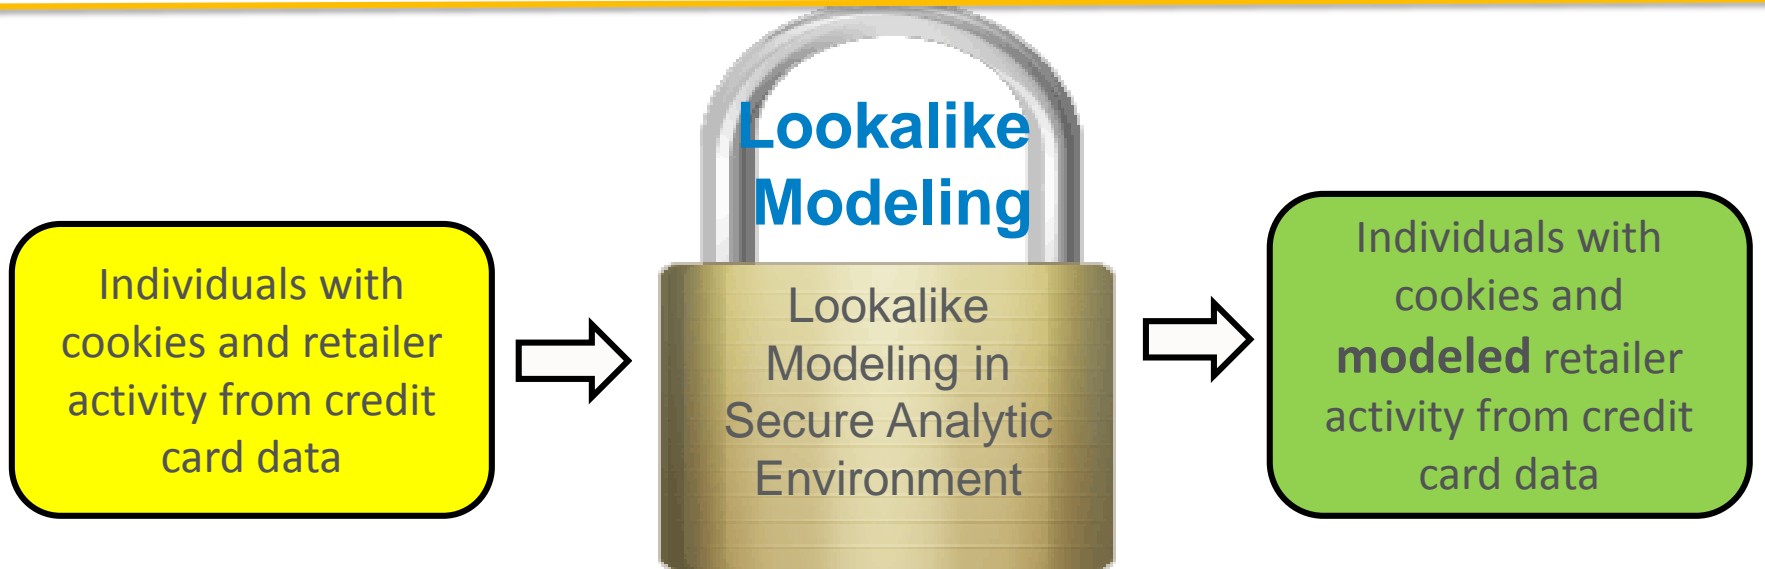 Lookalike
Modeling
Individuals with
cookies and retailer
activity from credit
card data
Lookalike
Modeling in
Secure Analytic
Environment
Individuals with
cookies and
modeled retailer
activity from credit
card data